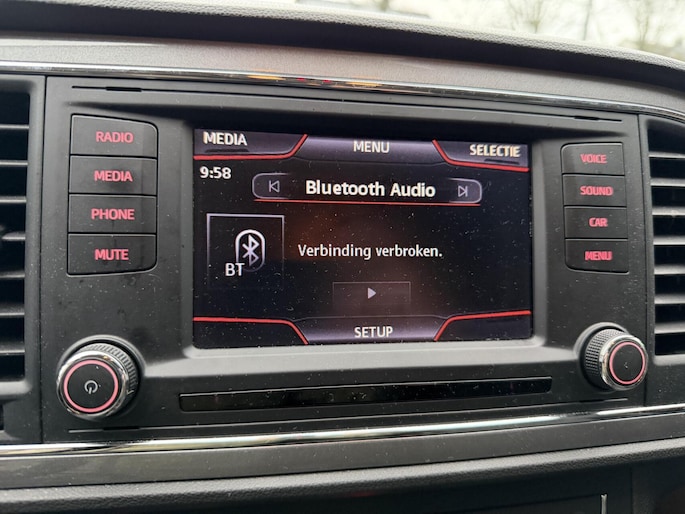 RADIO
MEDIA
PHONE
MUTE
MEDIA
MENU
SELECTIE
9:58
Bluetooth Audio
BT
Verbinding verbroken.
SETUP
VOICE
SOUND
CAR
MENU